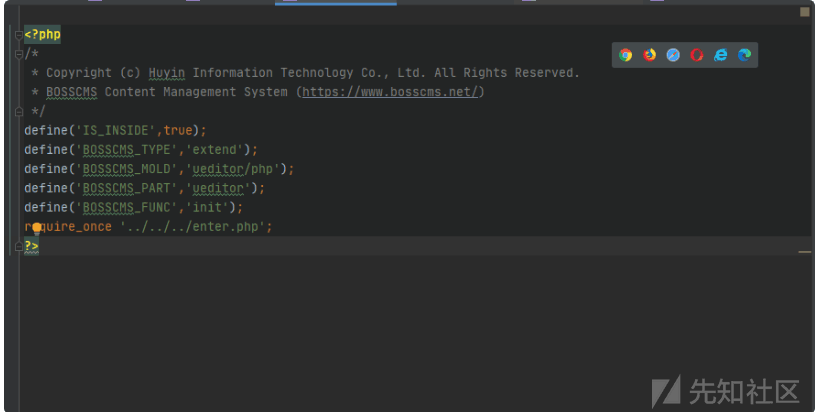 <?php
/*
 * Copyright (c) Huyin Information Technology Co., Ltd. All Rights Reserved.
 * BOSSCMS Content Management System (https://www.bosscms.net/)
 */
define('IS_INSIDE',true);
define('BOSSCMS_TYPE','extend');
define('BOSSCMS_MOLD','ueditor/php');
define('BOSSCMS_PART','ueditor');
define('BOSSCMS_FUNC','init');
require_once '../../../enter.php';
?>
先知社区